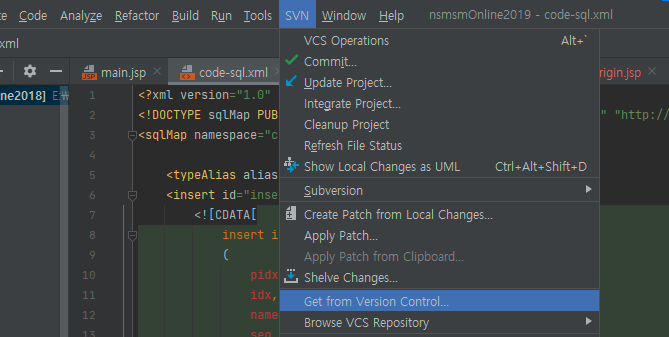 Code Analyze Refactor Build Run Tools SVN Window Help nsmsmOnline2019 - code-sql.xml
xml
VCS Operations Alt+`
Commit...
main.jsp code-sql.xml Update Project... rigin.jsp
ne2018]
1 <?xml version="1.0" Integrate Project...
2 <!DOCTYPE sqlMap PUB Cleanup Project " "http:/
3 <sqlMap namespace="c Refresh File Status
4 Show Local Changes as UML Ctrl+Alt+Shift+D
5 <typeAlias alias
6 <insert id="inse Subversion
7 <![CDATA[ Create Patch from Local Changes...
8 insert i Apply Patch...
9 ( Apply Patch from Clipboard...
10 pidx Shelve Changes...
11 idx, Get from Version Control...
12 name Browse VCS Repository
13 seq